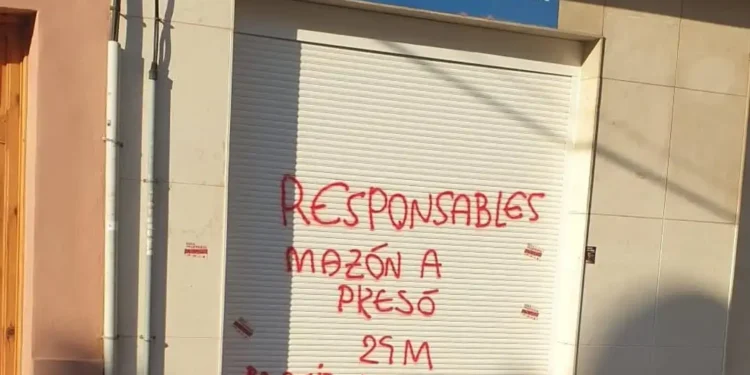 RESPONSABLES
MAZÓN A
PRESÓ
29M